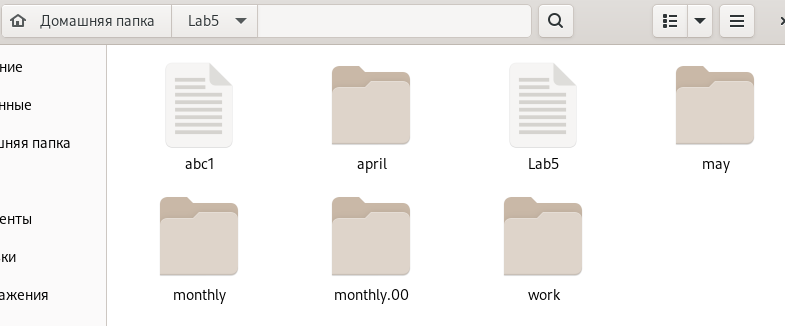 Домашняя папка Lab5
ние
нные
шняя папка
енты
ки
ажения
abc1 april Lab5 may
monthly monthly.00 work